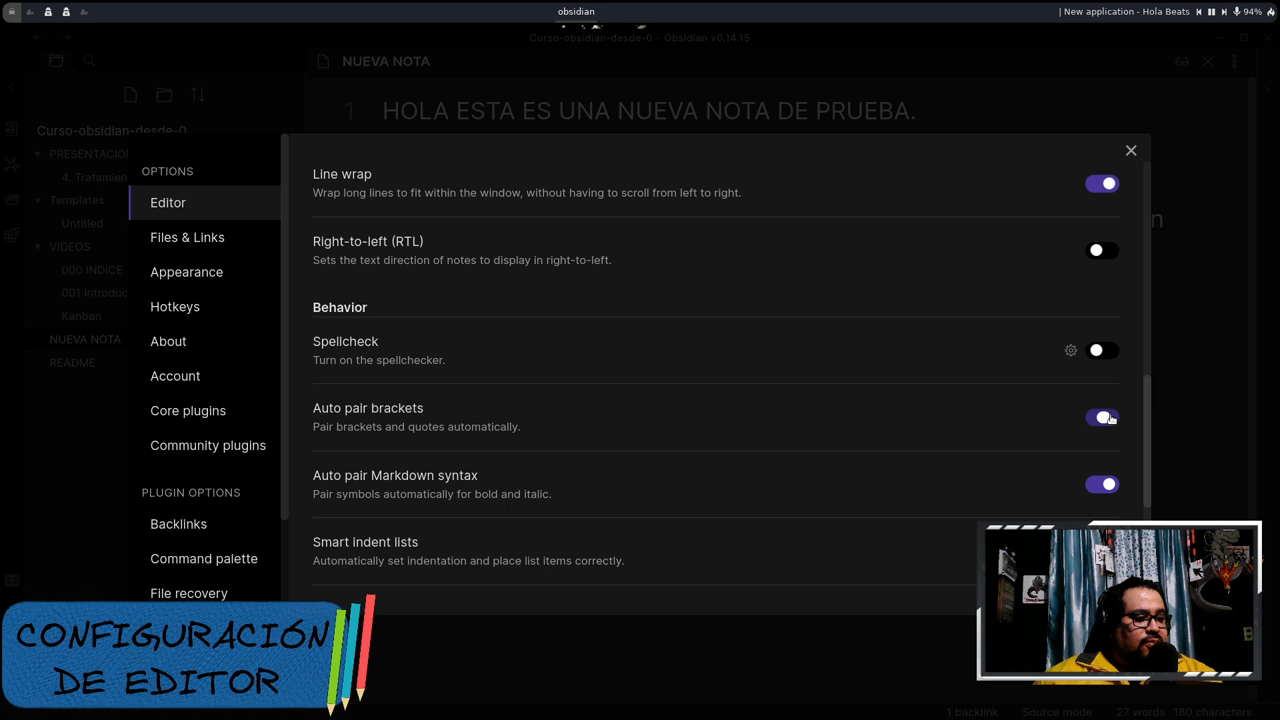 obsidian
| New application - Hola Beats
94%
Curso-obsidian-desde-0 - Obsidian v0.14.15
NUEVA NOTA
1 HOLA ESTA ES UNA NUEVA NOTA DE PRUEBA.
Curso-obsidian-desde-0
PRESENTACIO
4. Tratamien
Templates
Untitled
VIDEOS
000 INDICE
001 Introduc
Kanban
NUEVA NOTA
README
OPTIONS
Editor
Files & Links
Appearance
Hotkeys
About
Account
Core plugins
Community plugins
PLUGIN OPTIONS
Backlinks
Command palette
File recovery
Line wrap
Wrap long lines to fit within the window, without having to scroll from left to right.
Right-to-left (RTL)
Sets the text direction of notes to display in right-to-left.
Behavior
Spellcheck
Turn on the spellchecker.
Auto pair brackets
Pair brackets and quotes automatically.
Auto pair Markdown syntax
Pair symbols automatically for bold and italic.
Smart indent lists
Automatically set indentation and place list items correctly.
n
CONFIGURACIÓN
DE EDITOR
1 backlink
Source mode
27 words
180 characters